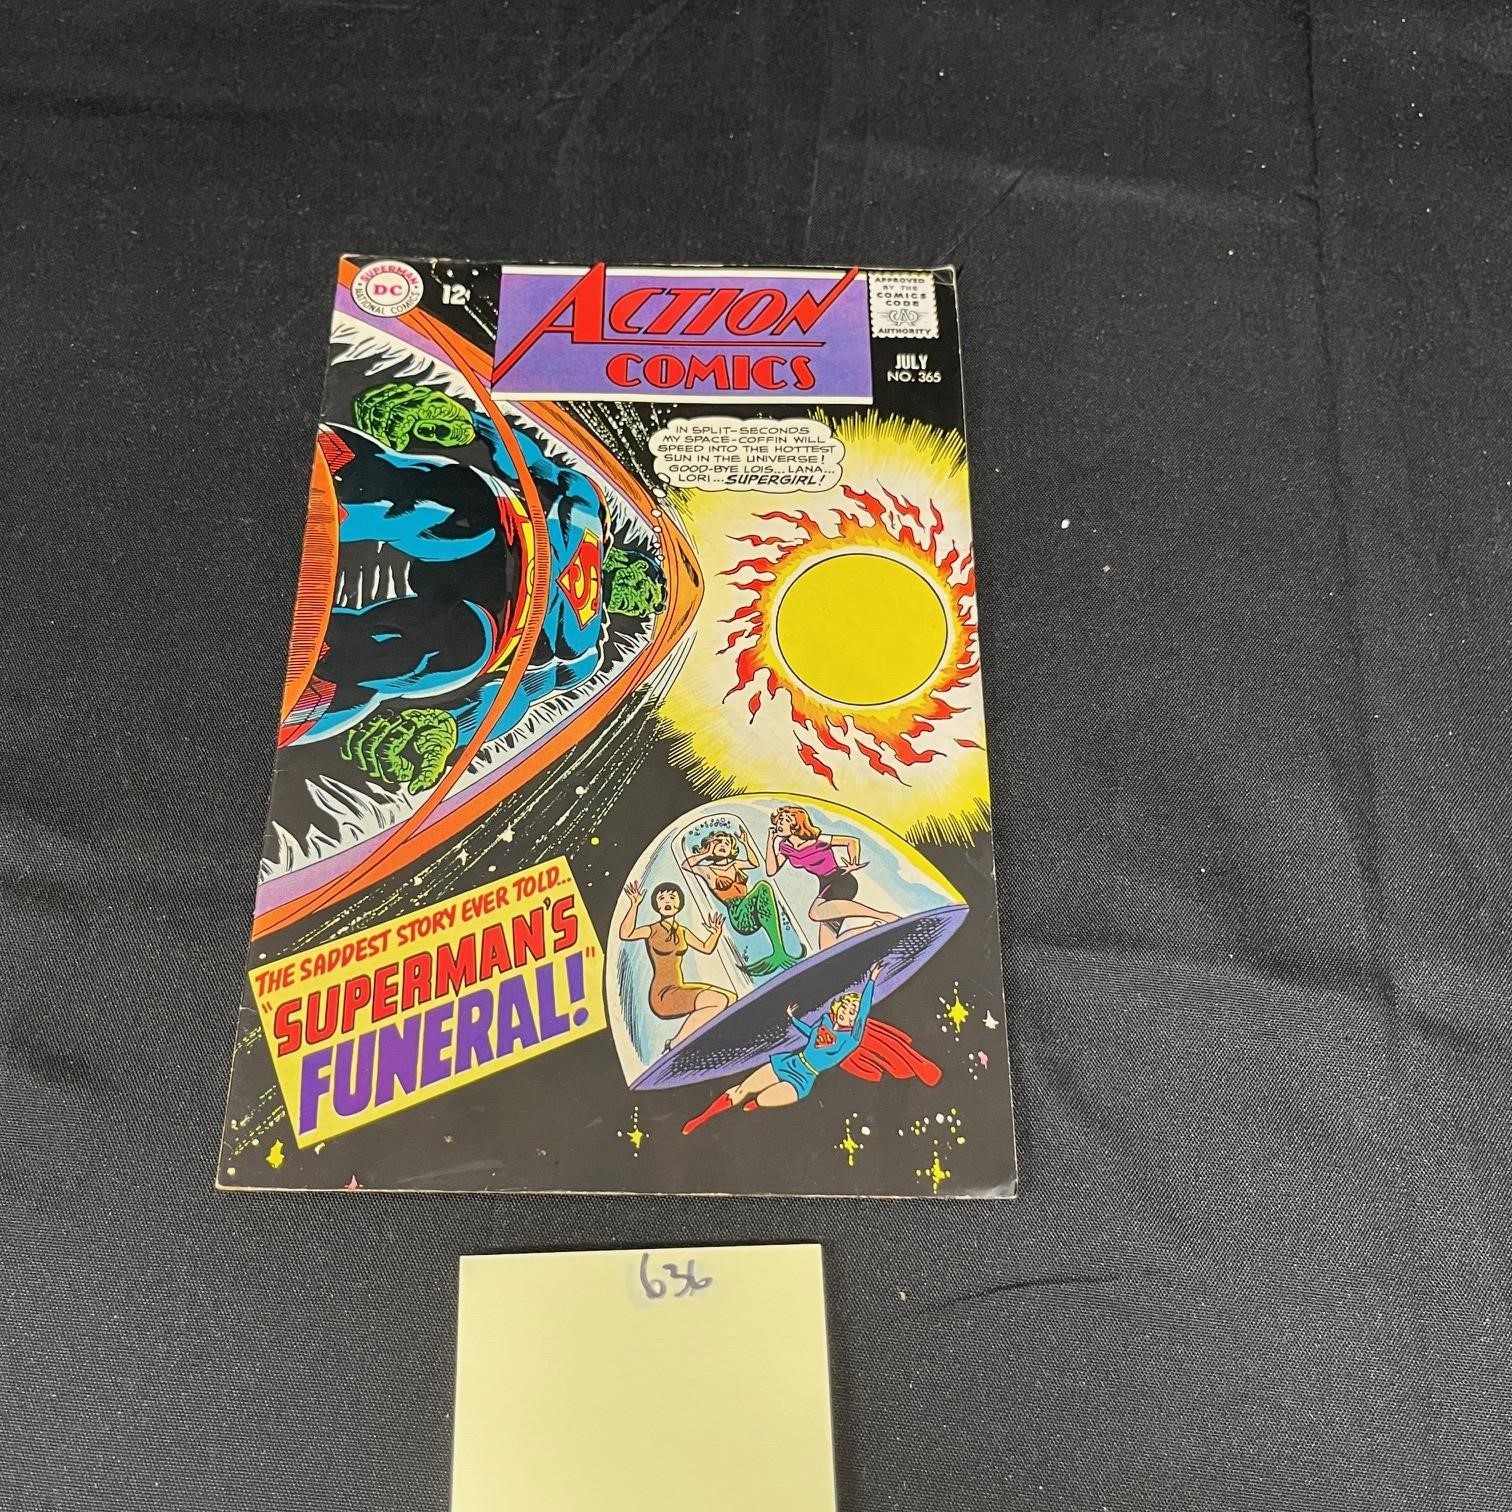 SUPERMAN
DC
NATIONAL COMICS
12¢
ACTION
COMICS
APPROVED
BY THE
COMICS
CODE
CA
AUTHORITY
JULY
NO. 365
IN SPLIT-SECONDS
MY SPACE-COFFIN WILL
SPEED INTO THE HOTTEST
SUN IN THE UNIVERSE!
GOOD-BYE LOIS... LANA...
LORI... SUPERGIRL!
S
THE SADDEST STORY EVER TOLD...
"SUPERMAN'S
FUNERAL!"
S
636